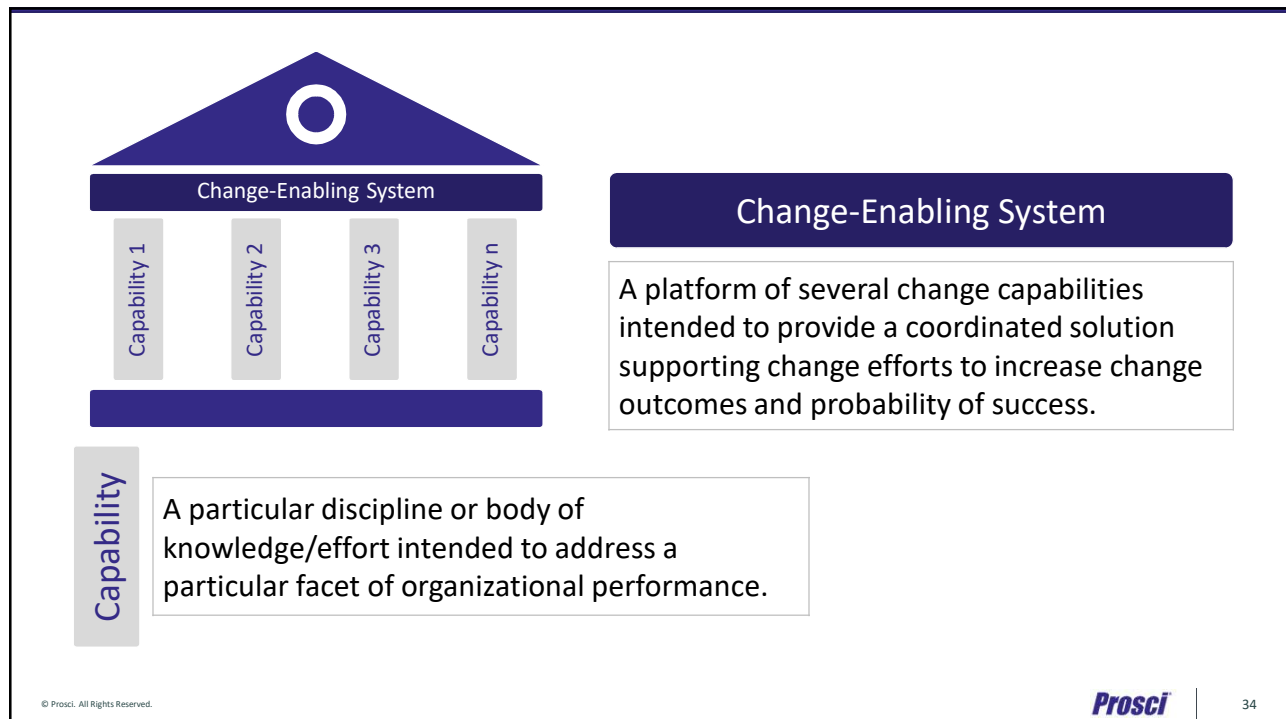 Change-Enabling System
Capability 1
Capability 2
Capability 3
Capability n
Change-Enabling System
A platform of several change capabilities
intended to provide a coordinated solution
supporting change efforts to increase change
outcomes and probability of success.
Capability
A particular discipline or body of
knowledge/effort intended to address a
particular facet of organizational performance.
© Prosci. All Rights Reserved.
Prosci
34